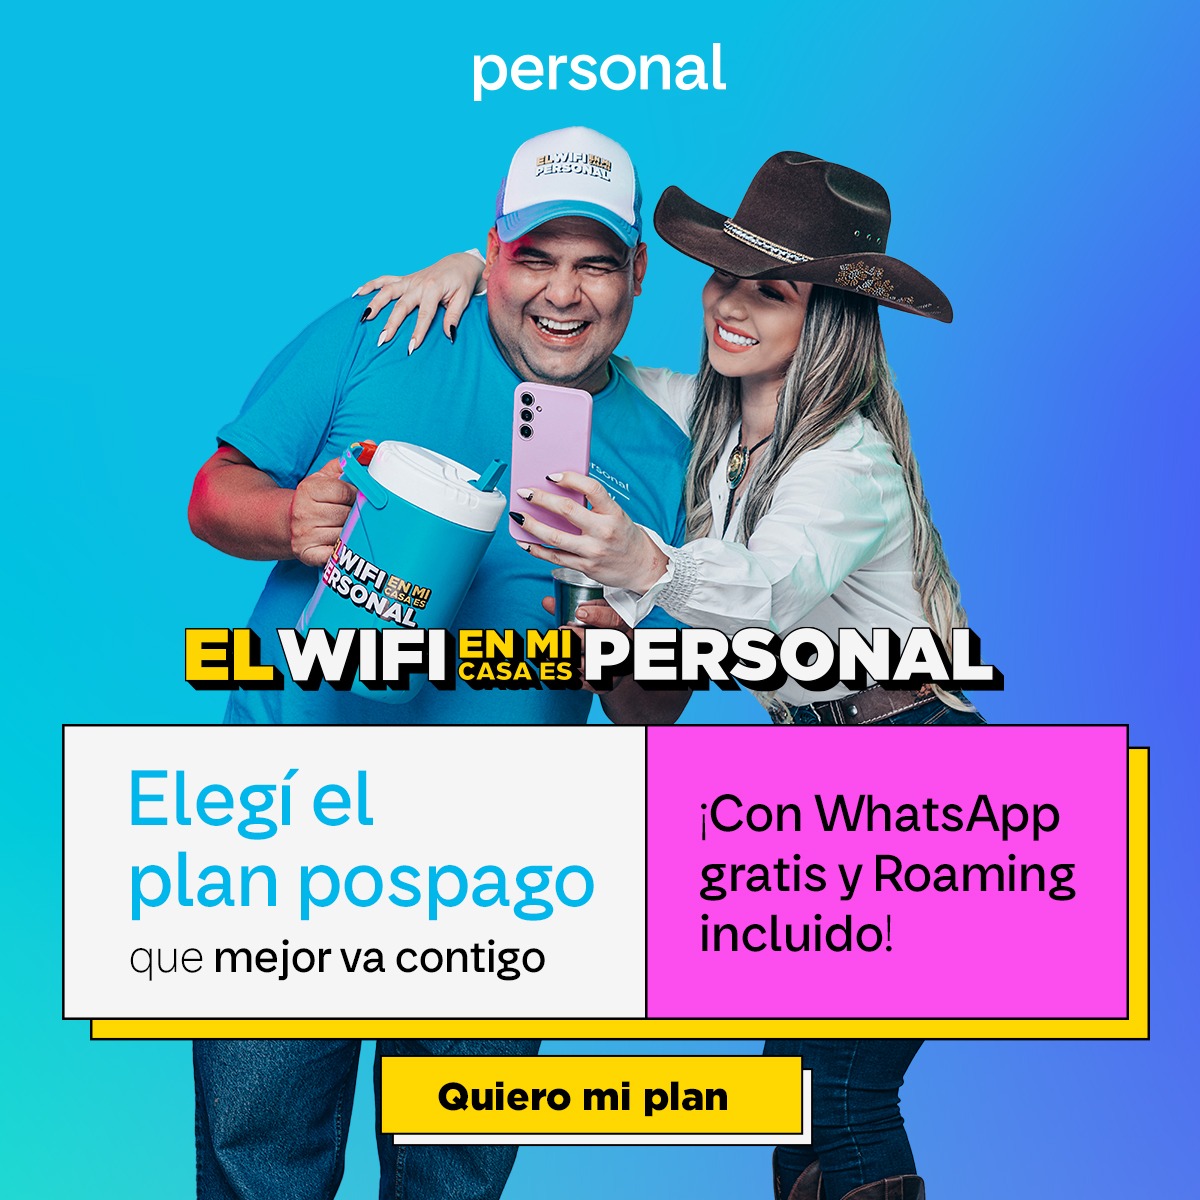 personal
EL WIFI EN MI
CASA ES
PERSONAL
rsonal
EL WIFI EN MI
CASA ES
PERSONAL
EL WIFI EN MI
CASA ES PERSONAL
Elegí el
plan pospago
que mejor va contigo
¡Con WhatsApp
gratis y Roaming
incluido!
Quiero mi plan